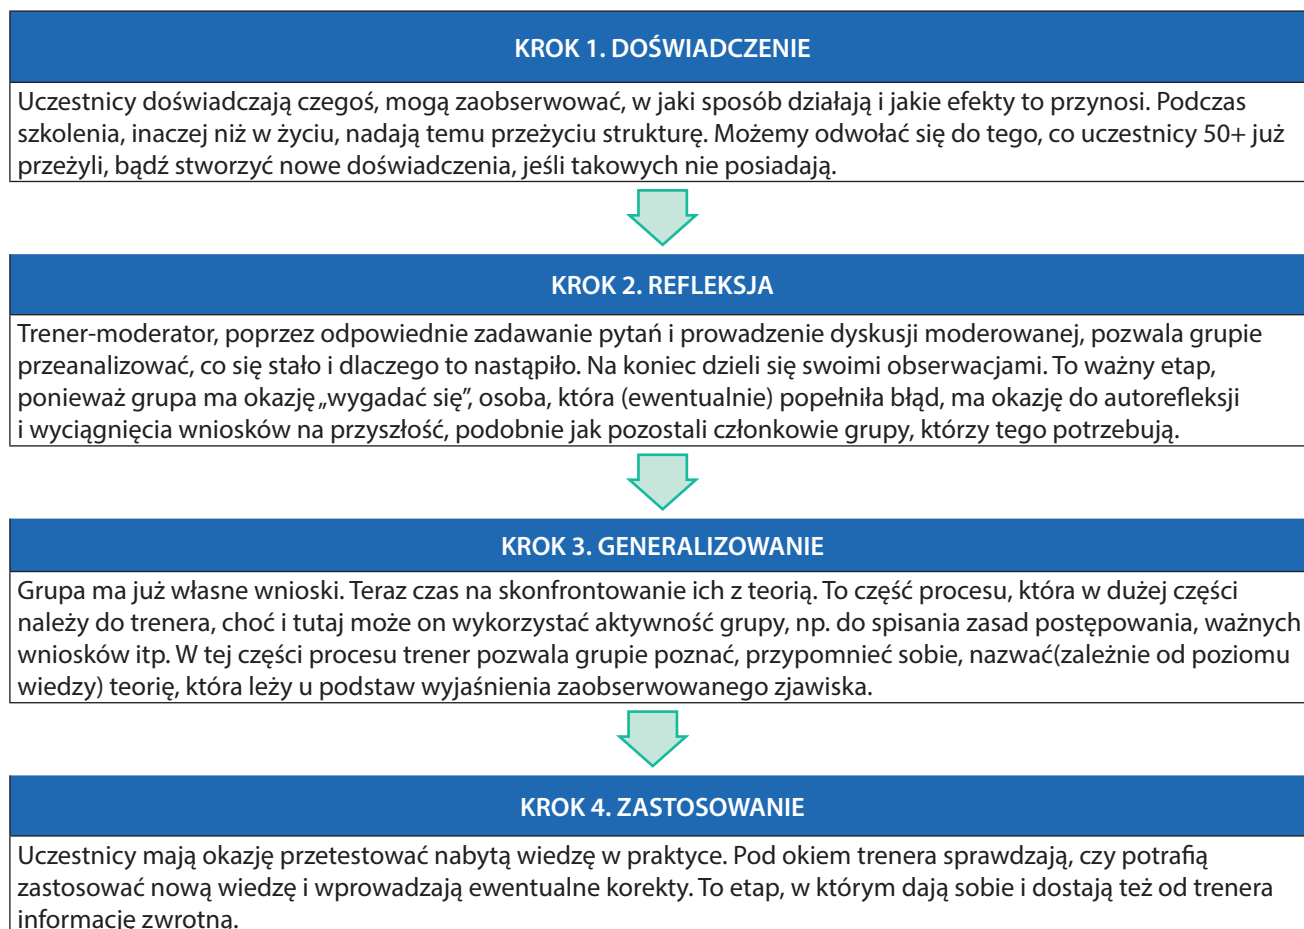 KROK 1. DOŚWIADCZENIE
Uczestnicy doświadczają czegoś, mogą zaobserwować, w jaki sposób działają i jakie efekty to przynosi. Podczas
szkolenia, inaczej niż w życiu, nadają temu przeżyciu strukturę. Możemy odwołać się do tego, co uczestnicy 50+ już
przeżyli, bądź stworzyć nowe doświadczenia, jeśli takowych nie posiadają.
KROK 2. REFLEKSJA
Trener-moderator, poprzez odpowiednie zadawanie pytań i prowadzenie dyskusji moderowanej, pozwala grupie
przeanalizować, co się stało i dlaczego to nastąpiło. Na koniec dzieli się swoimi obserwacjami. To ważny etap,
ponieważ grupa ma okazję „wygadać się”, osoba, która (ewentualnie) popełniła błąd, ma okazję do autorefleksji
i wyciągnięcia wniosków na przyszłość, podobnie jak pozostali członkowie grupy, którzy tego potrzebują.
KROK 3. GENERALIZOWANIE
Grupa ma już własne wnioski. Teraz czas na skonfrontowanie ich z teorią. To część procesu, która w dużej części
należy do trenera, choć i tutaj może on wykorzystać aktywność grupy, np. do spisania zasad postępowania, ważnych
wniosków itp. W tej części procesu trener pozwala grupie poznać, przypomnieć sobie, nazwać(zależnie od poziomu
wiedzy) teorię, która leży u podstaw wyjaśnienia zaobserwowanego zjawiska.
KROK 4. ZASTOSOWANIE
Uczestnicy mają okazję przetestować nabytą wiedzę w praktyce. Pod okiem trenera sprawdzają, czy potrafią
zastosować nową wiedzę i wprowadzają ewentualne korekty. To etap, w którym dają sobie i dostają też od trenera
informację zwrotną.